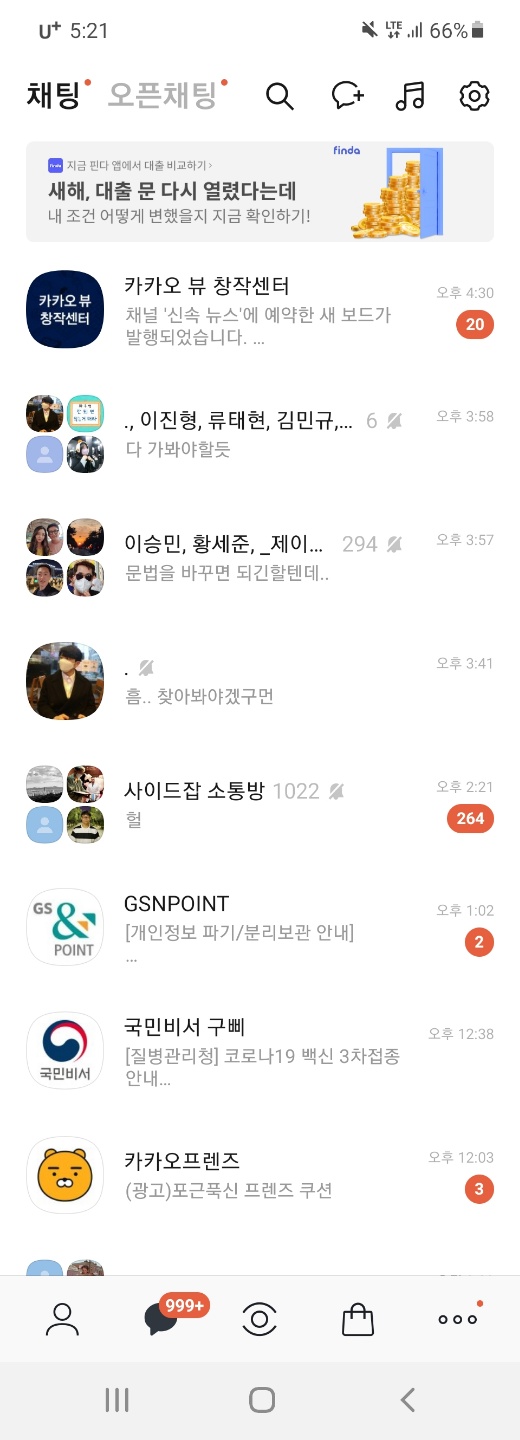 U+ 5:21 LTE 66%
채팅 오픈채팅
finda 지금 핀다 앱에서 대출 비교하기 >
finda
새해, 대출 문 다시 열렸다는데
내 조건 어떻게 변했을지 지금 확인하기!
카카오 뷰
창작센터
카카오 뷰 창작센터
오후 4:30
채널 '신속 뉴스'에 예약한 새 보드가
발행되었습니다. ...
20
., 이진형, 류태현, 김민규,... 6
오후 3:58
다 가봐야할듯
이승민, 황세준, _제이... 294
오후 3:57
문법을 바꾸면 되긴할텐데..
.
오후 3:41
흠.. 찾아봐야겠구먼
사이드잡 소통방 1022
오후 2:21
헐
264
GS&
POINT
GSNPOINT
오후 1:02
[개인정보 파기/분리보관 안내]
...
2
국민비서
국민비서 구삐
오후 12:38
[질병관리청] 코로나19 백신 3차접종
안내...
카카오프렌즈
오후 12:03
(광고)포근푹신 프렌즈 쿠션
3
999+